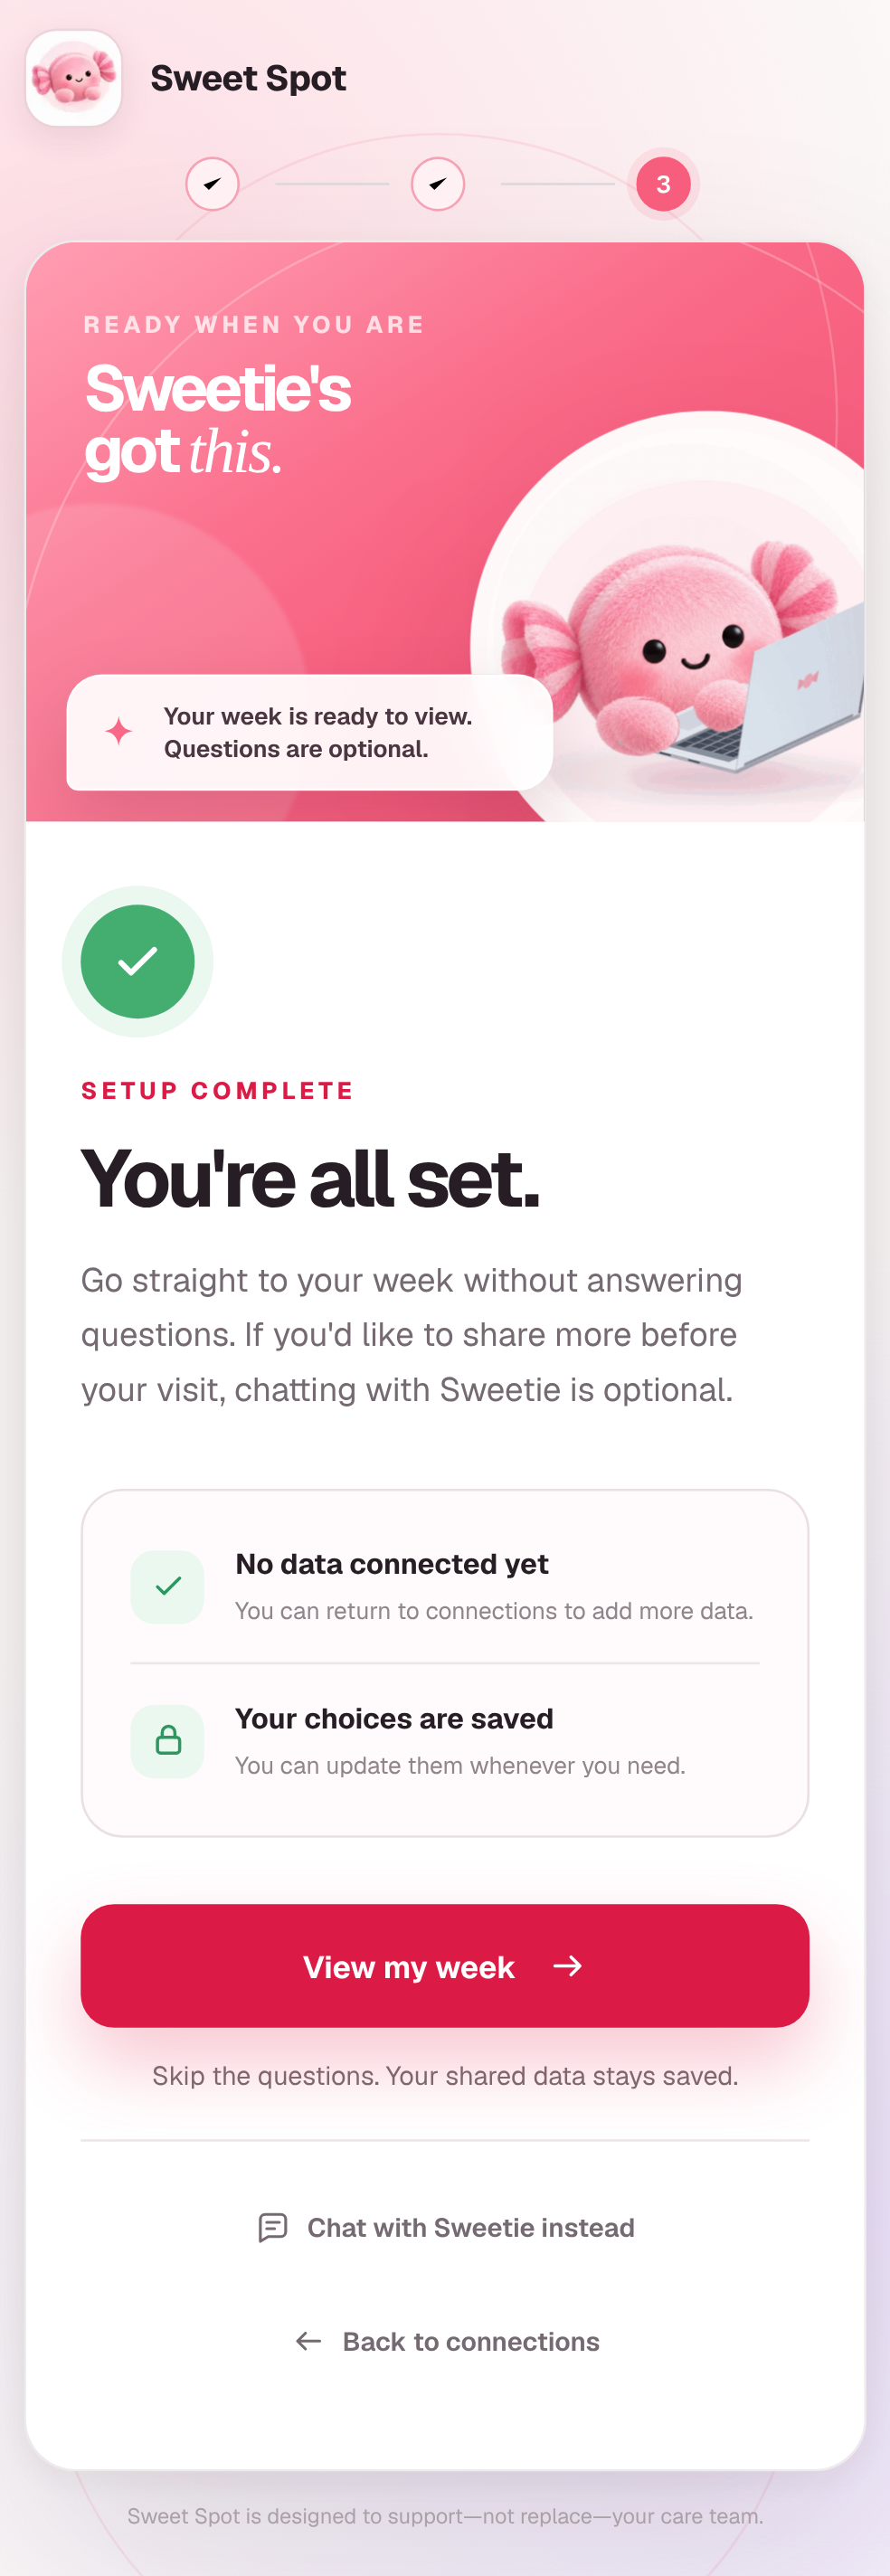 Sweet Spot
3
READY WHEN YOU ARE
Sweetie's
got this.
Your week is ready to view.
Questions are optional.
SETUP COMPLETE
You're all set.
Go straight to your week without answering
questions. If you'd like to share more before
your visit, chatting with Sweetie is optional.
No data connected yet
You can return to connections to add more data.
Your choices are saved
You can update them whenever you need.
View my week
Skip the questions. Your shared data stays saved.
Chat with Sweetie instead
Back to connections
Sweet Spot is designed to support—not replace—your care team.